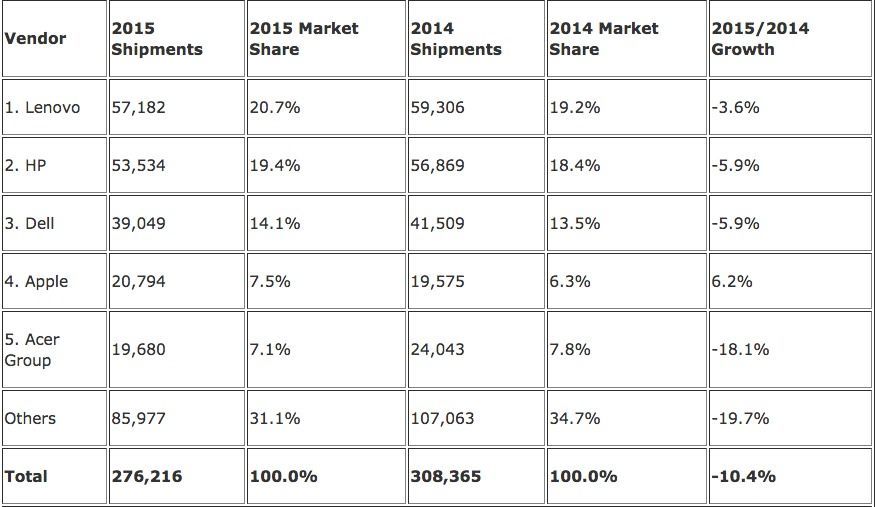 Vendor 2015 Shipments 2015 Market Share 2014 Shipments 2014 Market Share 2015/2014 Growth
1. Lenovo 57,182 20.7% 59,306 19.2% -3.6%
2. HP 53,534 19.4% 56,869 18.4% -5.9%
3. Dell 39,049 14.1% 41,509 13.5% -5.9%
4. Apple 20,794 7.5% 19,575 6.3% 6.2%
5. Acer Group 19,680 7.1% 24,043 7.8% -18.1%
Others 85,977 31.1% 107,063 34.7% -19.7%
Total 276,216 100.0% 308,365 100.0% -10.4%